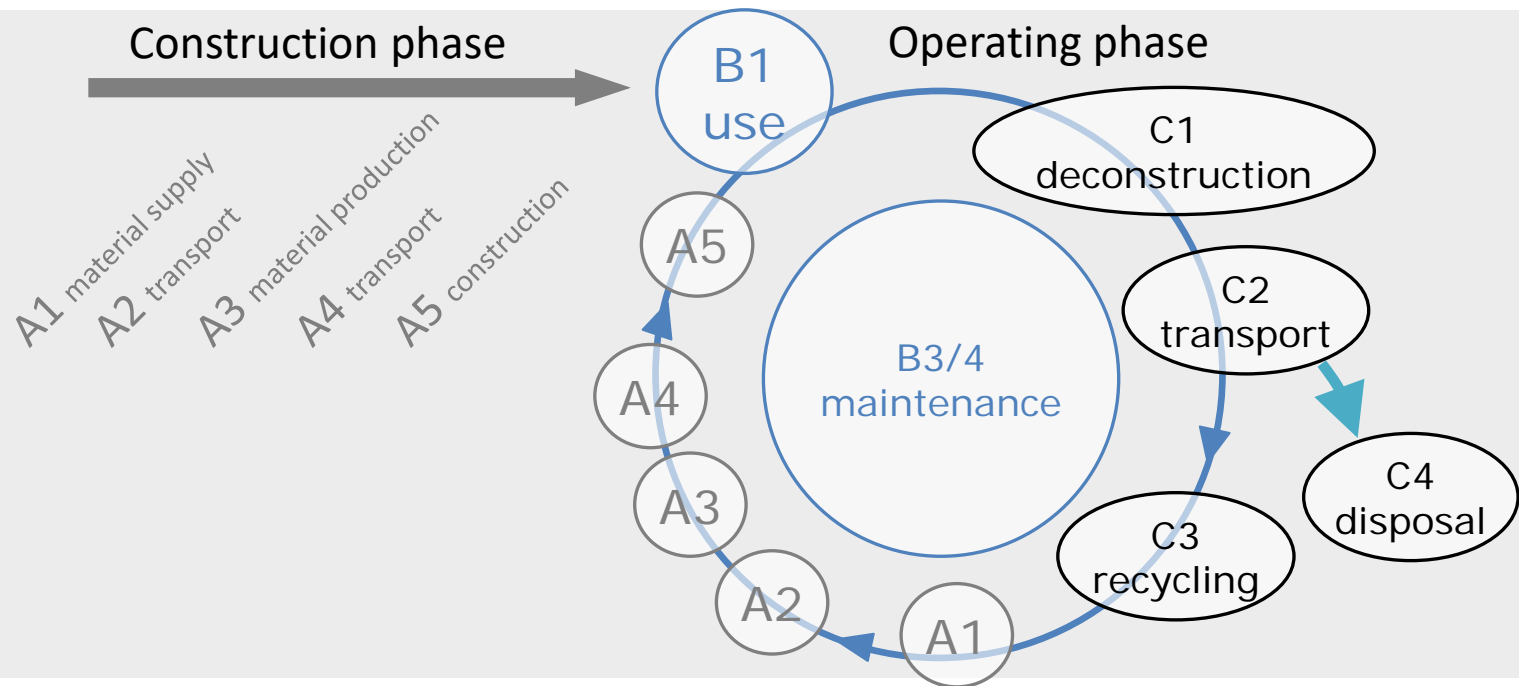 Construction phase
Operating phase
A1 material supply
A2 transport
A3 material production
A4 transport
A5 construction
B1
use
C1
deconstruction
A5
C2
transport
B3/4
maintenance
A4
C4
disposal
A3
C3
recycling
A2
A1